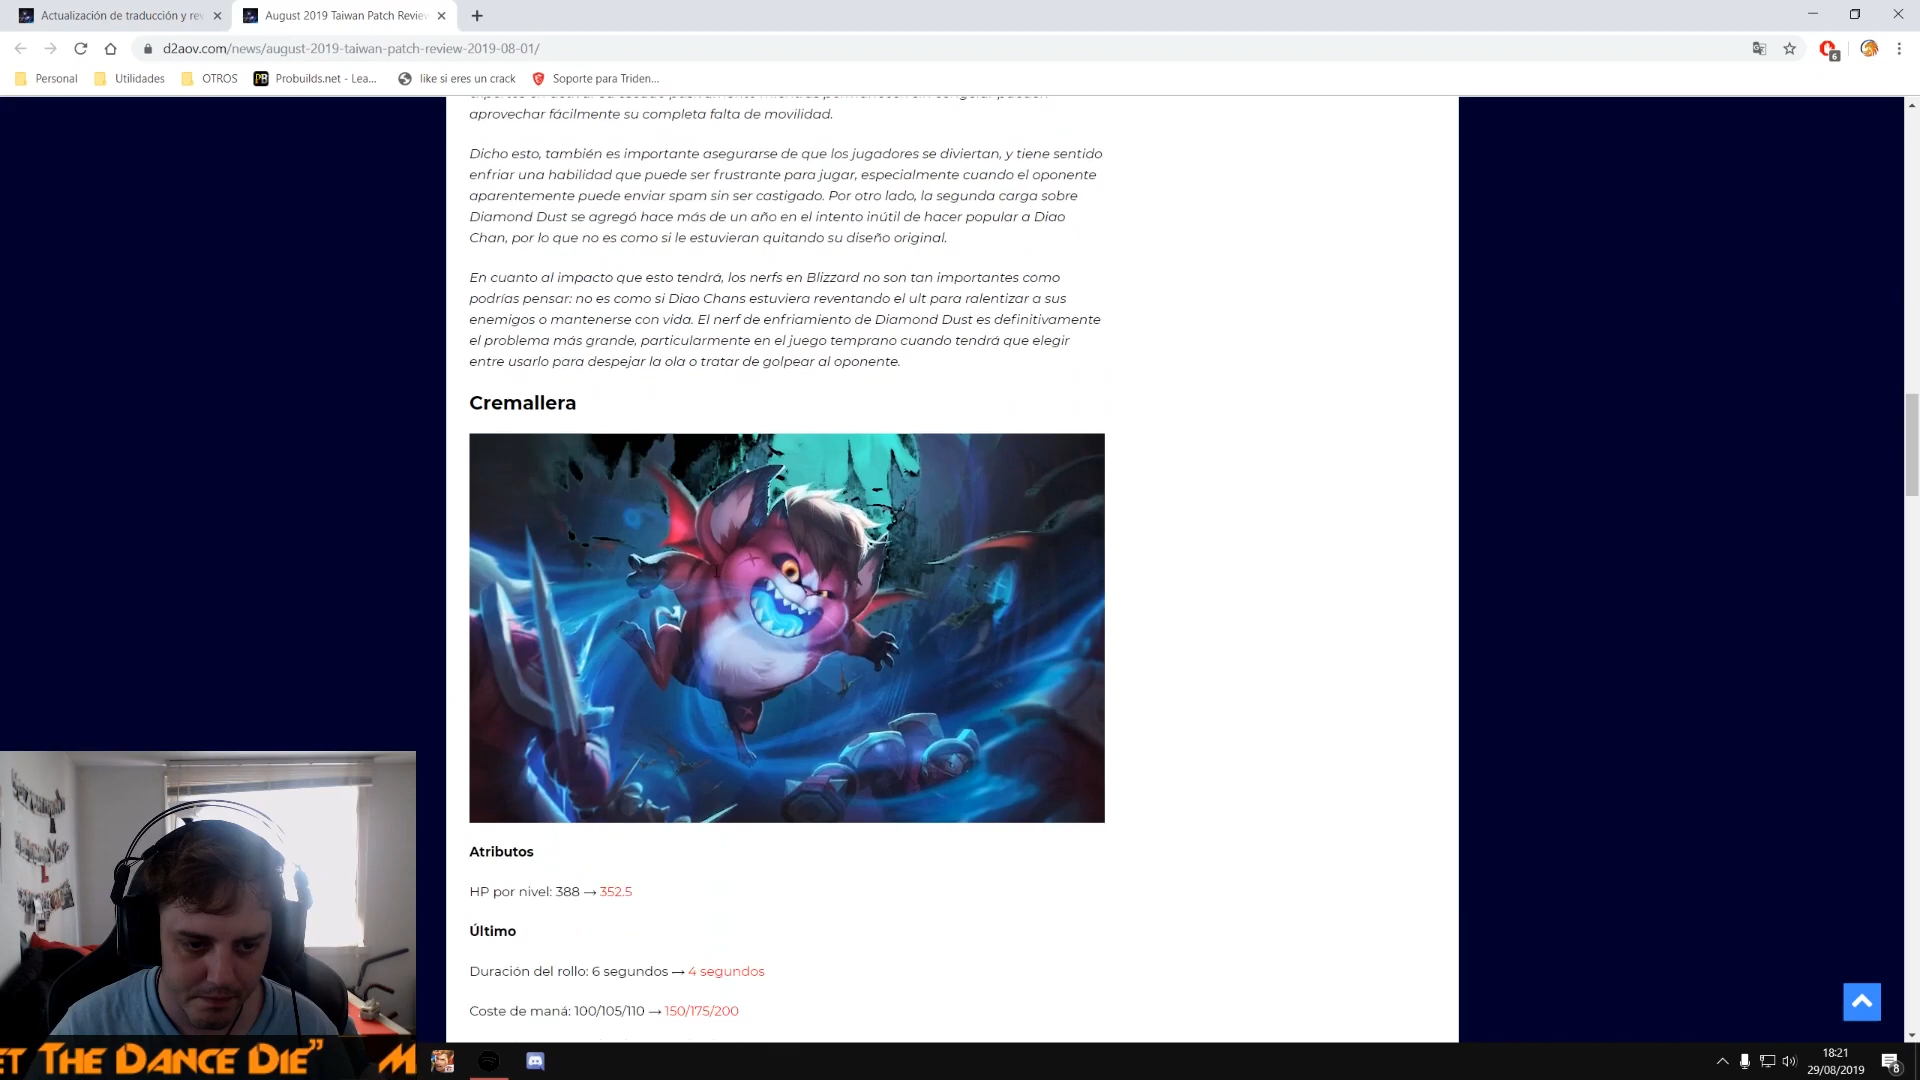 Actualización de traducción y rev
August 2019 Taiwan Patch Review
d2aov.com/news/august-2019-taiwan-patch-review-2019-08-01/
6
Personal
Utilidades
OTROS
PB
Probuilds.net - Lea...
like si eres un crack
Soporte para Triden...
aprovechar fácilmente su completa falta de movilidad.
Dicho esto, también es importante asegurarse de que los jugadores se diviertan, y tiene sentido
enfriar una habilidad que puede ser frustrante para jugar, especialmente cuando el oponente
aparentemente puede enviar spam sin ser castigado. Por otro lado, la segunda carga sobre
Diamond Dust se agregó hace más de un año en el intento inútil de hacer popular a Diao
Chan, por lo que no es como si le estuvieran quitando su diseño original.
En cuanto al impacto que esto tendrá, los nerfs en Blizzard no son tan importantes como
podrías pensar: no es como si Diao Chans estuviera reventando el ult para ralentizar a sus
enemigos o mantenerse con vida. El nerf de enfriamiento de Diamond Dust es definitivamente
el problema más grande, particularmente en el juego temprano cuando tendrá que elegir
entre usarlo para despejar la ola o tratar de golpear al oponente.
Cremallera
Atributos
HP por nivel: 388 → 352.5
Último
Duración del rollo: 6 segundos → 4 segundos
Coste de maná: 100/105/110 → 150/175/200
ET THE DANCE DIE” M
18:21
29/08/2019
8